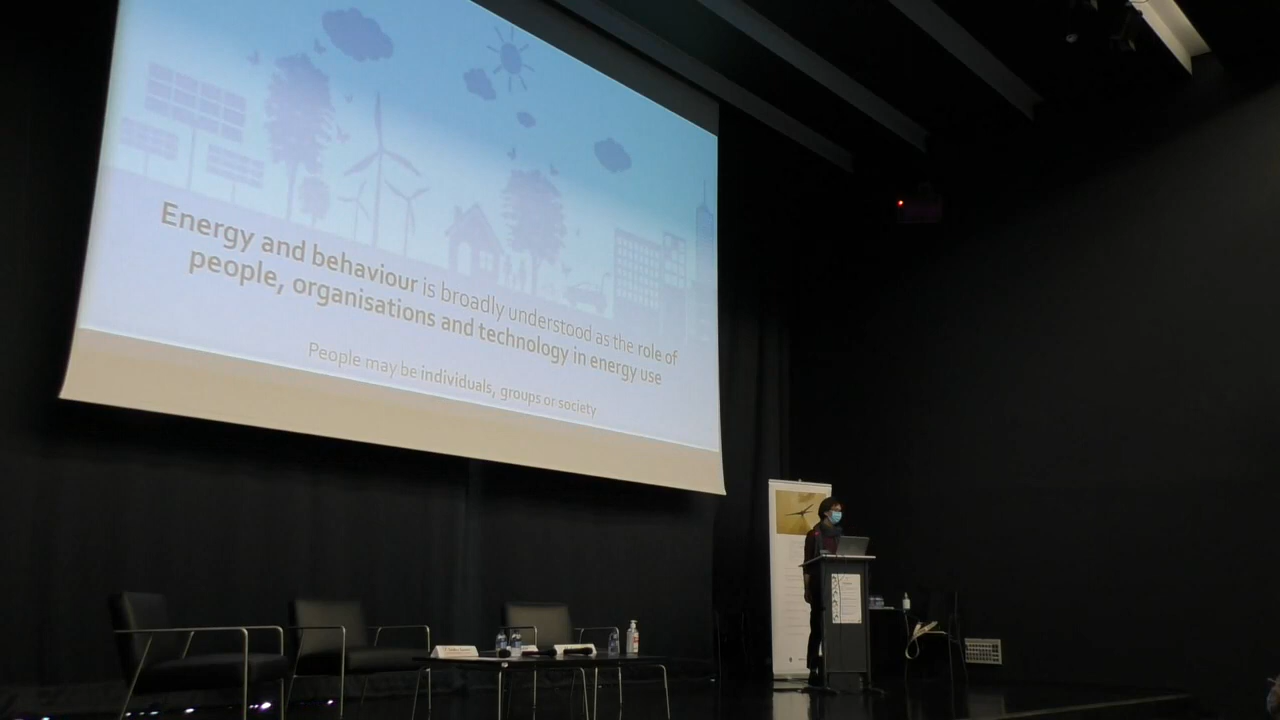 Energy and behaviour is broadly understood as the role of
people, organisations and technology in energy use
People may be individuals, groups or society